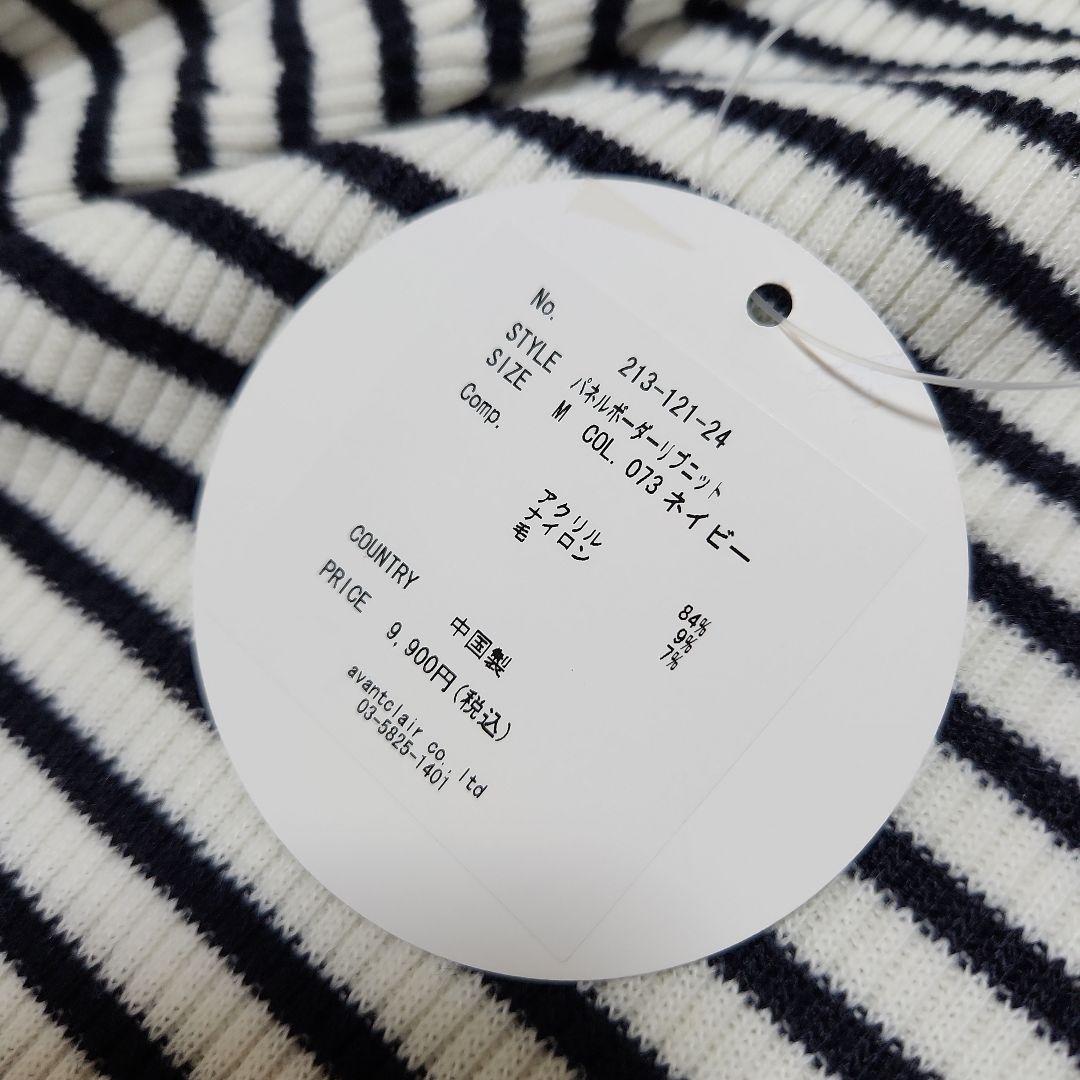 No. 213-121-24
STYLE パネルボーダーリブニット
SIZE M COL. 073 ネイビー
Comp.
アクリル 84%
ナイロン 9%
毛 7%
COUNTRY 中国製
PRICE 9,900円(税込)
avantclair co., ltd
03-5825-1401